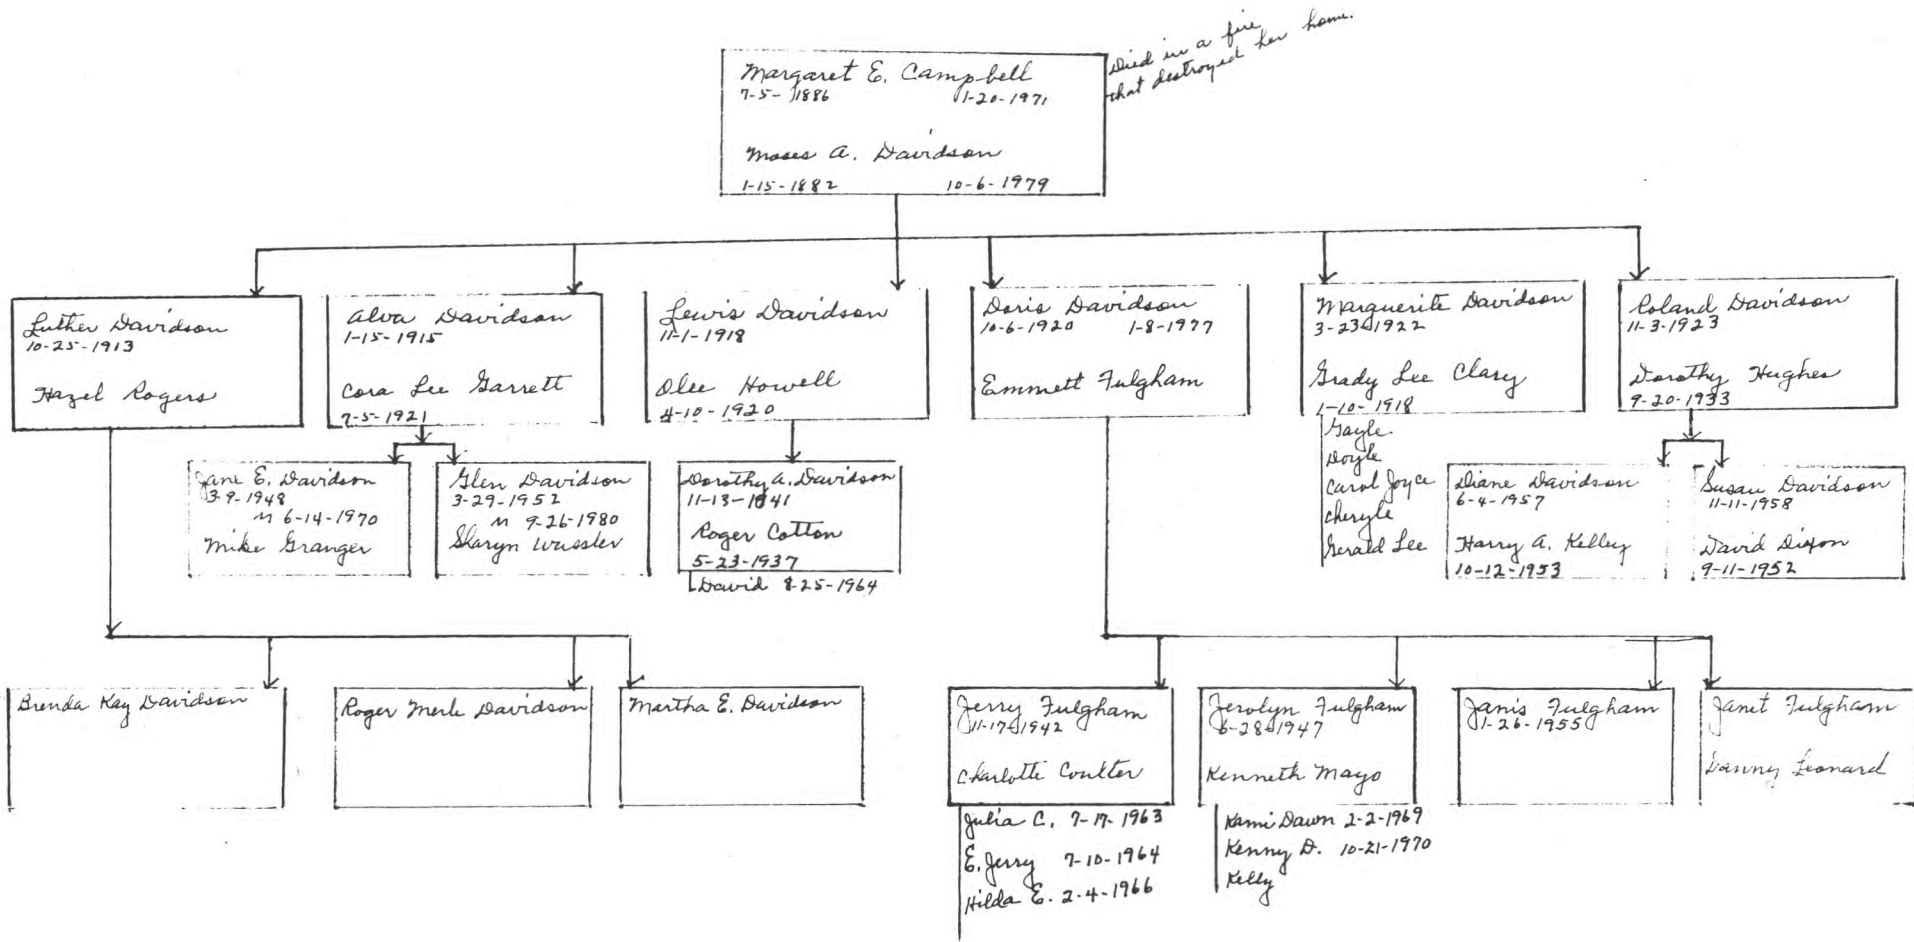 Died in a fire
that destroyed her home.
Margaret E. Campbell
7-5-1886 1-20-1971
Moses A. Davidson
1-15-1882 10-6-1979
Luther Davidson
10-25-1913
Hazel Rogers
Alva Davidson
1-15-1915
Cora Lee Garrett
7-5-1921
Lewis Davidson
11-1-1918
Olee Howell
4-10-1920
Doris Davidson
10-6-1920 1-8-1977
Emmett Fulgham
Marguerite Davidson
3-23-1922
Grady Lee Clary
1-10-1918
Gayle
Doyle
Carol Joyce
Cheryle
Gerald Lee
Roland Davidson
11-3-1923
Dorothy Hughes
9-20-1933
Jane E. Davidson
3-9-1948
M 6-14-1970
Mike Granger
Glen Davidson
3-29-1952
M 9-26-1980
Sharyn Wussler
Dorothy A. Davidson
11-13-1941
Roger Cotton
5-23-1937
David 8-25-1964
Diane Davidson
6-4-1957
Harry A. Kelley
10-12-1953
Susan Davidson
11-11-1958
David Dixon
9-11-1952
Brenda Kay Davidson
Roger Merle Davidson
Martha E. Davidson
Jerry Fulgham
11-17-1942
Charlotte Coulter
Julia C. 7-17-1963
E. Jerry 7-10-1964
Hilda E. 2-4-1966
Jerolyn Fulgham
6-28-1947
Kenneth Mayo
Kami Dawn 2-2-1969
Kenny D. 10-21-1970
Kelly
Janis Fulgham
1-26-1955
Janet Fulgham
Danny Leonard